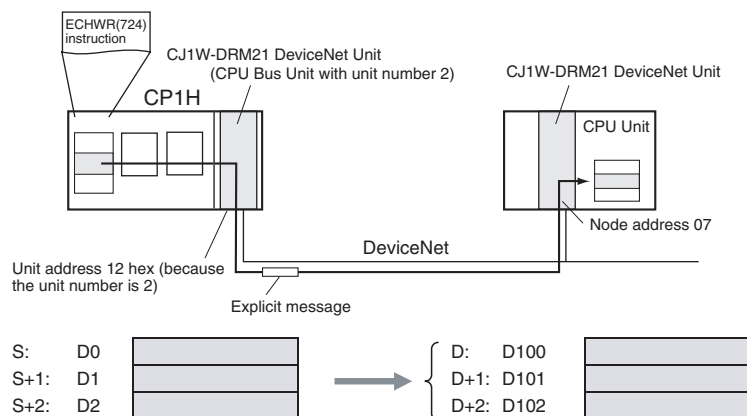 ECHWR(724)
instruction
CJ1W-DRM21 DeviceNet Unit
(CPU Bus Unit with unit number 2)
CJ1W-DRM21 DeviceNet Unit
CP1H
CPU Unit
Node address 07
DeviceNet
Unit address 12 hex (because
the unit number is 2)
Explicit message
S: D0
D: D100
S+1: D1
D+1: D101
S+2: D2
D+2: D102